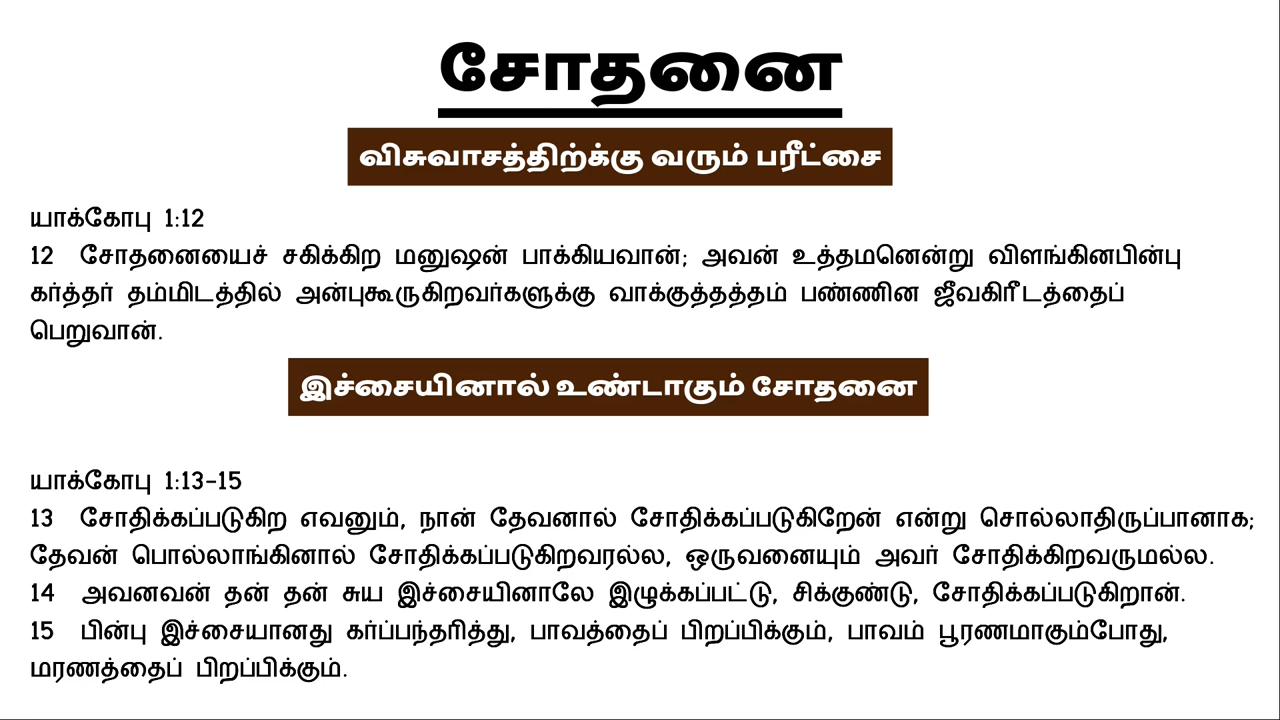 சோதனை
விசுவாசத்திற்க்கு வரும் பரீட்சை
யாக்கோபு 1:12
12 சோதனையைச் சகிக்கிற மனுஷன் பாக்கியவான்; அவன் உத்தமனென்று விளங்கினபின்பு
கர்த்தர் தம்மிடத்தில் அன்புகூருகிறவர்களுக்கு வாக்குத்தத்தம் பண்ணின ஜீவகிரீடத்தைப்
பெறுவான்.
இச்சையினால் உண்டாகும் சோதனை
யாக்கோபு 1:13-15
13 சோதிக்கப்படுகிற எவனும், நான் தேவனால் சோதிக்கப்படுகிறேன் என்று சொல்லாதிருப்பானாக;
தேவன் பொல்லாங்கினால் சோதிக்கப்படுகிறவரல்ல, ஒருவனையும் அவர் சோதிக்கிறவருமல்ல.
14 அவனவன் தன் தன் சுய இச்சையினாலே இழுக்கப்பட்டு, சிக்குண்டு, சோதிக்கப்படுகிறான்.
15 பின்பு இச்சையானது கர்ப்பந்தரித்து, பாவத்தைப் பிறப்பிக்கும், பாவம் பூரணமாகும்போது,
மரணத்தைப் பிறப்பிக்கும்.